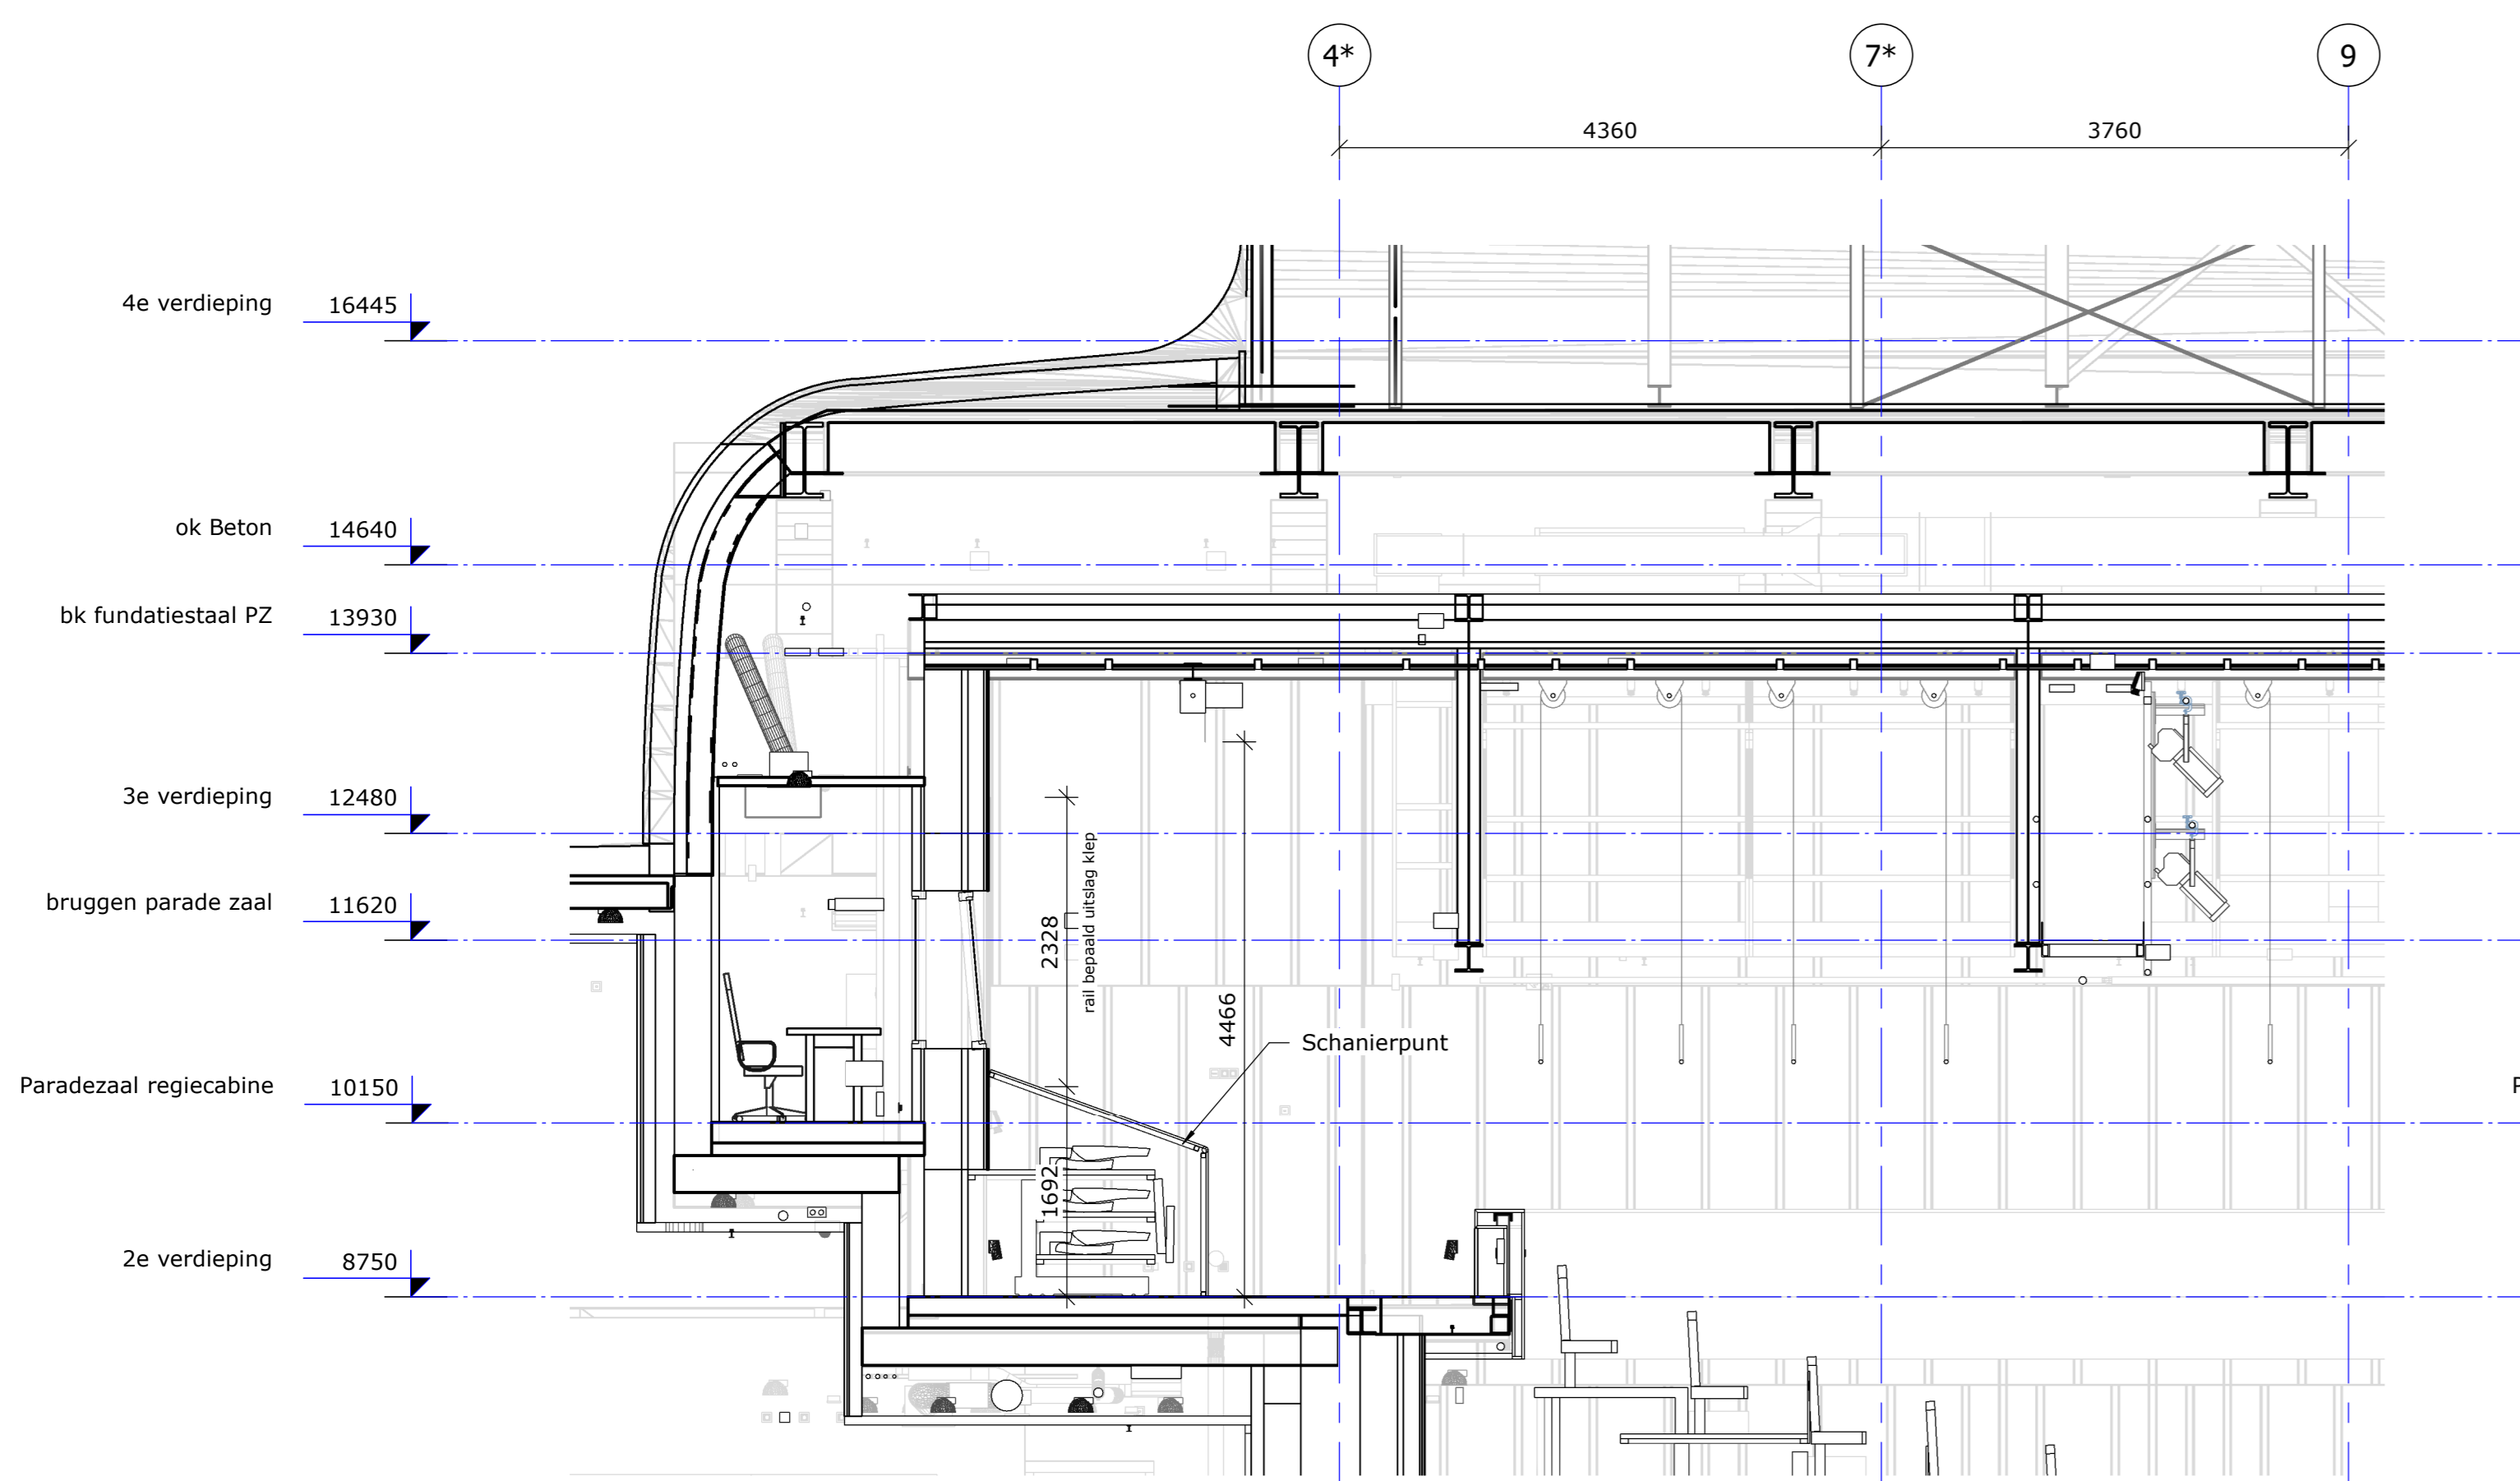 4* 7* 9
4360 3760
4e verdieping 16445
ok Beton 14640
bk fundatiestaal PZ 13930
3e verdieping 12480
bruggen parade zaal 11620
Paradezaal regiecabine 10150
2e verdieping 8750
2328
rail bepaald uitslag klep
4466
Schanierpunt
1692
P